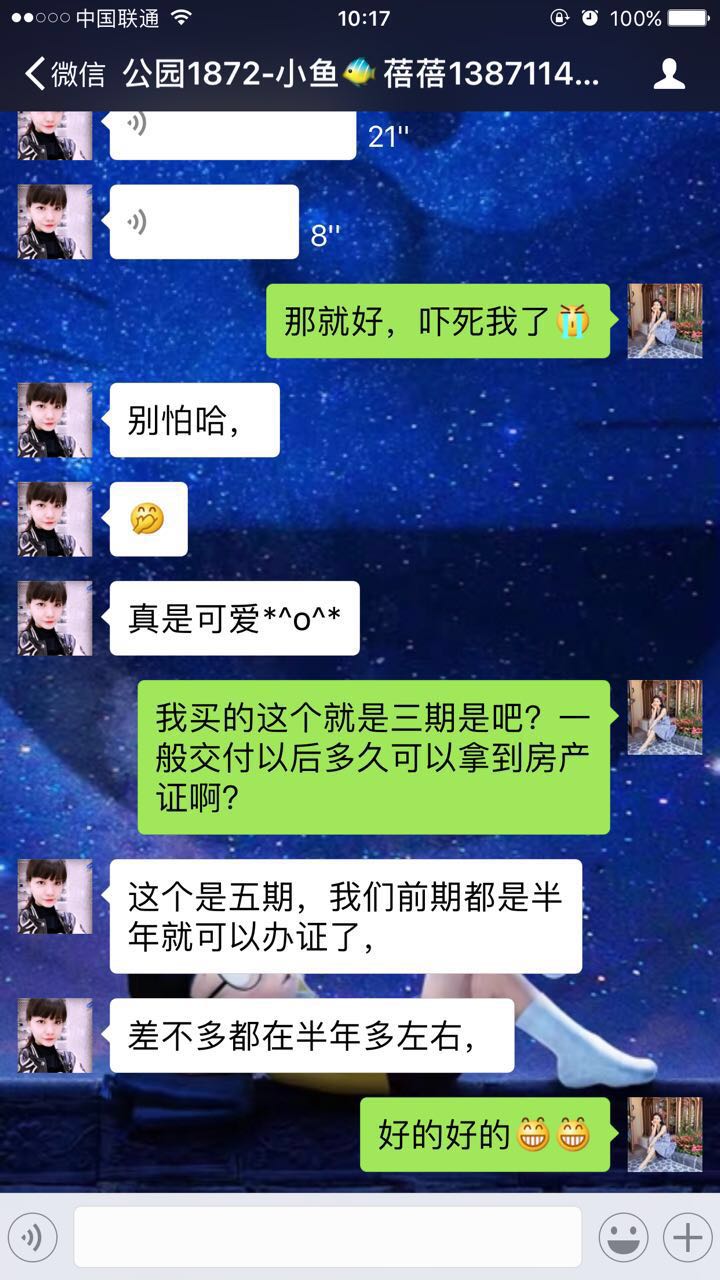 中国联通
10:17
100%
微信
公园1872-小鱼🐠蓓蓓1387114...
21''
8''
那就好，吓死我了😭
别怕哈，
🤭
真是可爱*^o^*
我买的这个就是三期是吧？一
般交付以后多久可以拿到房产
证啊？
这个是五期，我们前期都是半
年就可以办证了，
差不多都在半年多左右，
好的好的😁😁